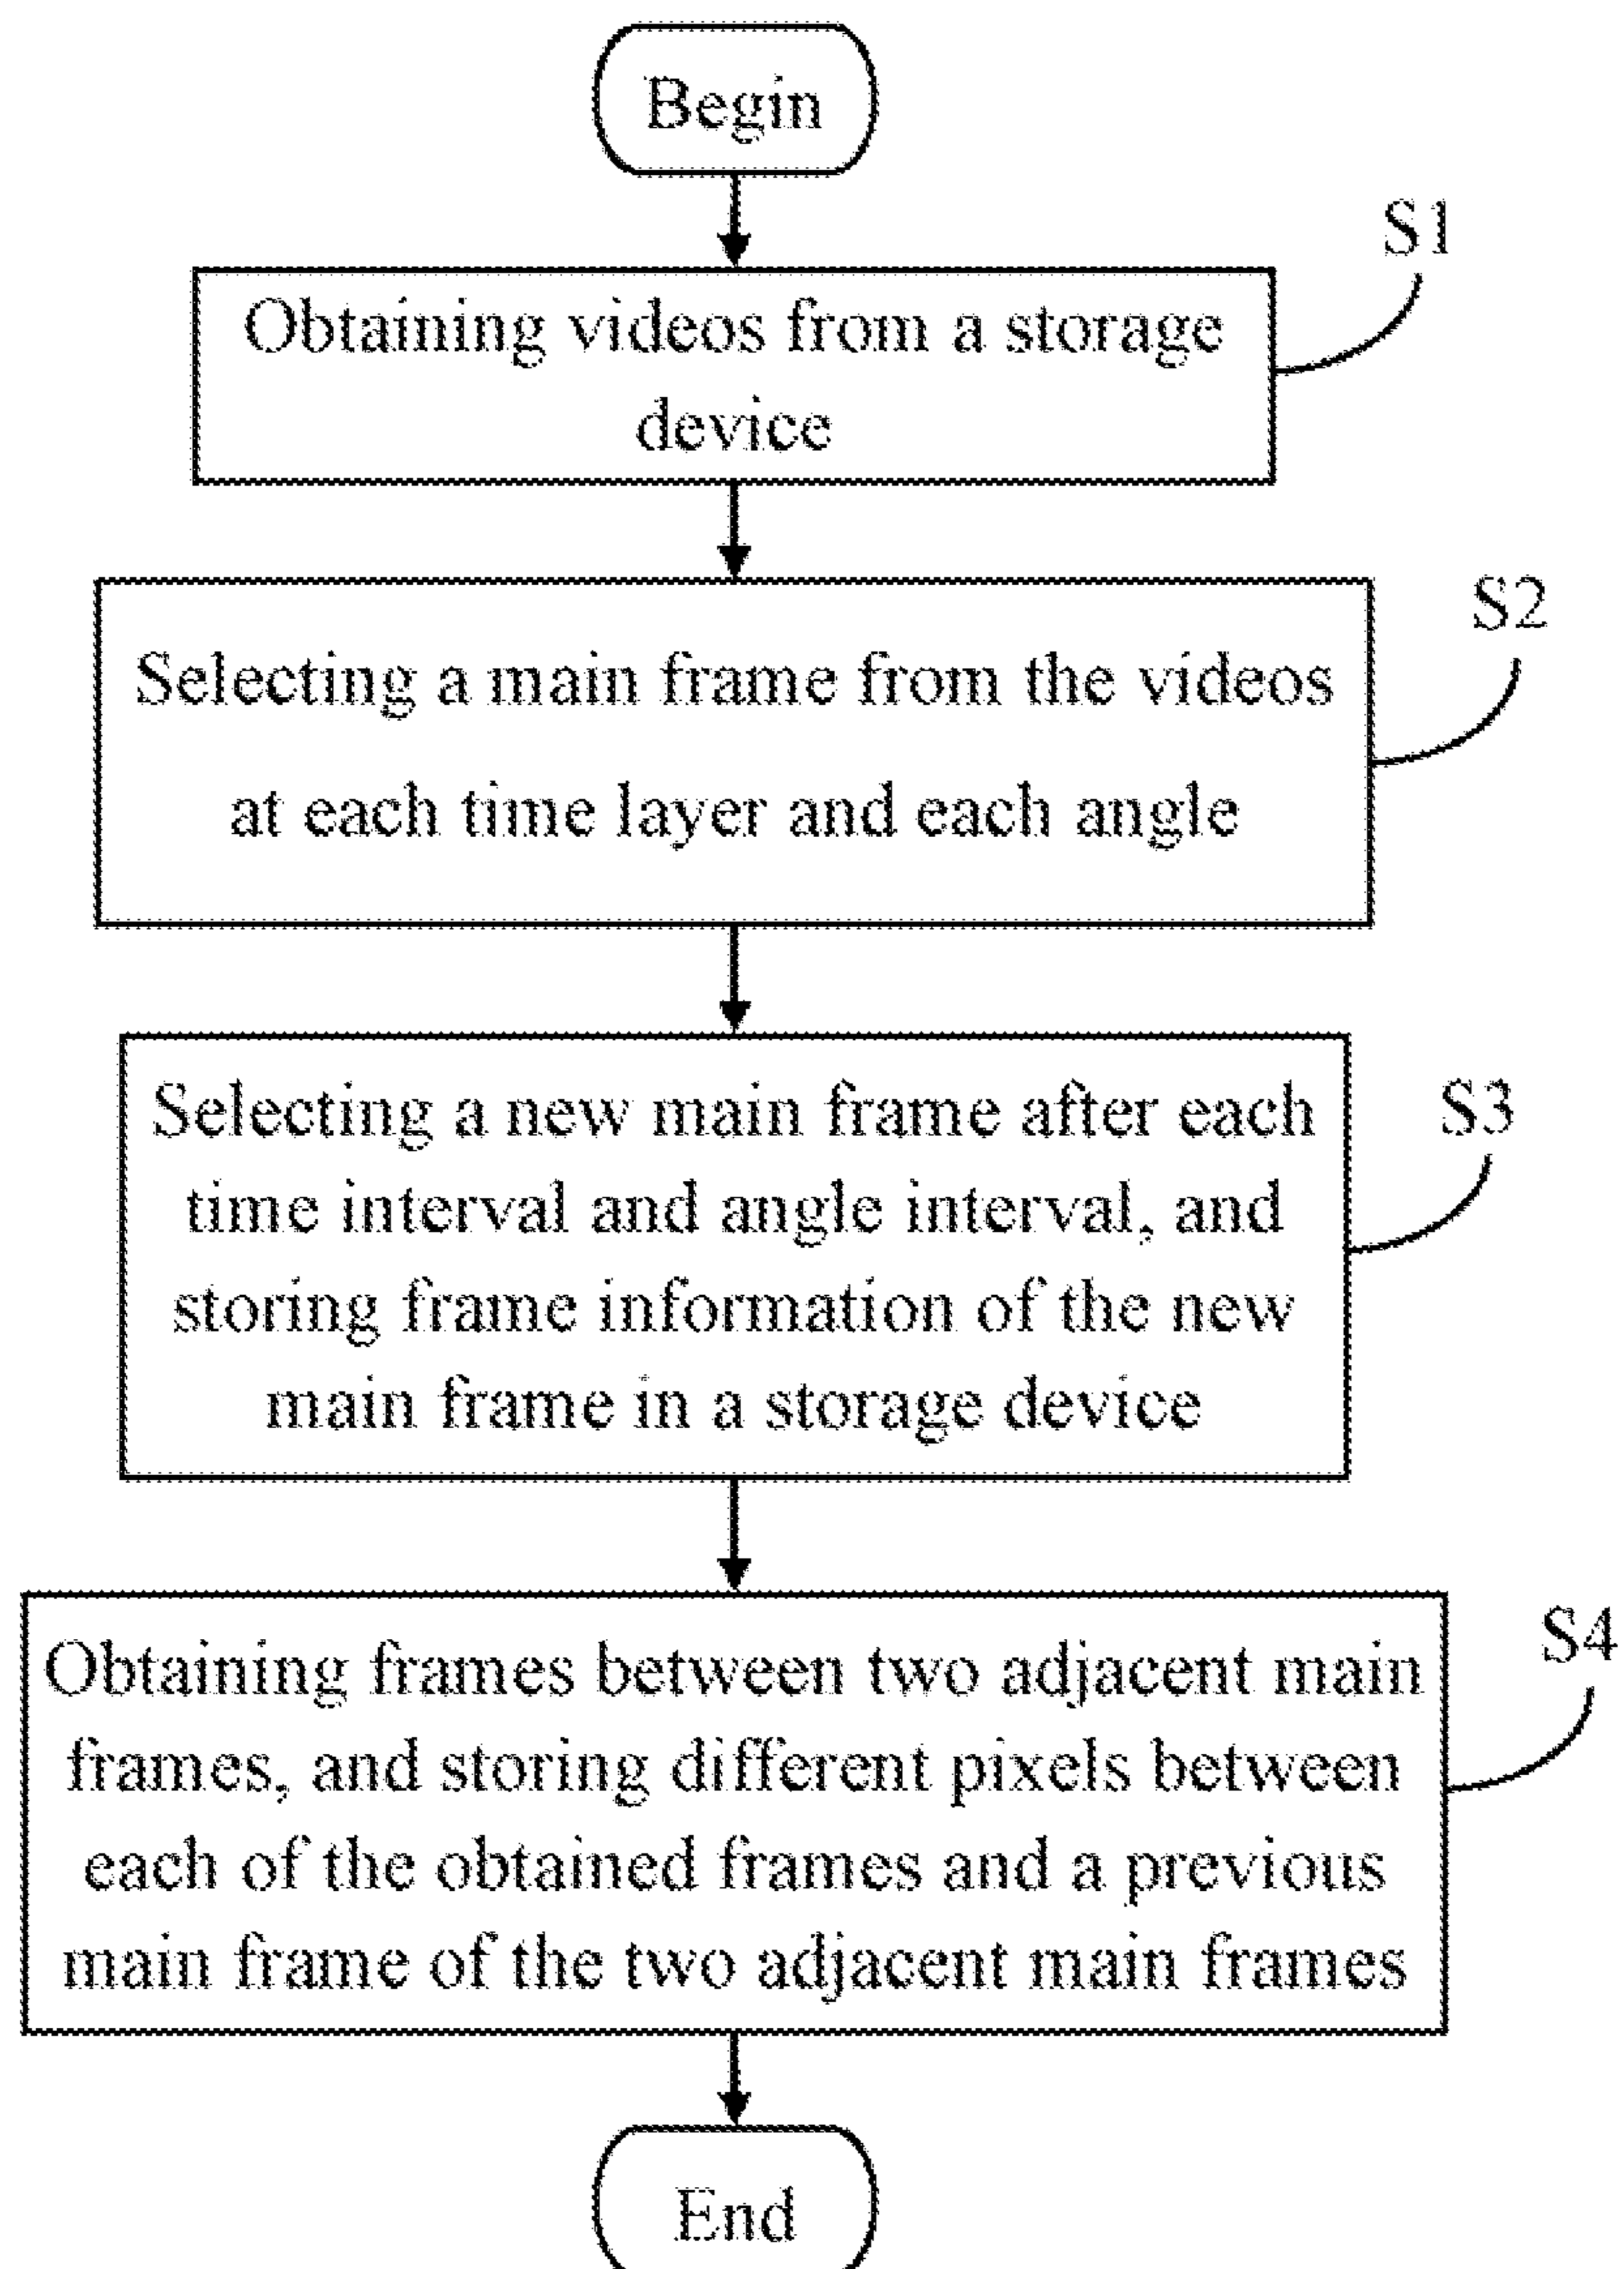 Begin
S1
Obtaining videos from a storage
device
S2
Selecting a main frame from the videos
at each time layer and each angle
S3
Selecting a new main frame after each
time interval and angle interval, and
storing frame information of the new
main frame in a storage device
S4
Obtaining frames between two adjacent main
frames, and storing different pixels between
each of the obtained frames and a previous
main frame of the two adjacent main frames
End